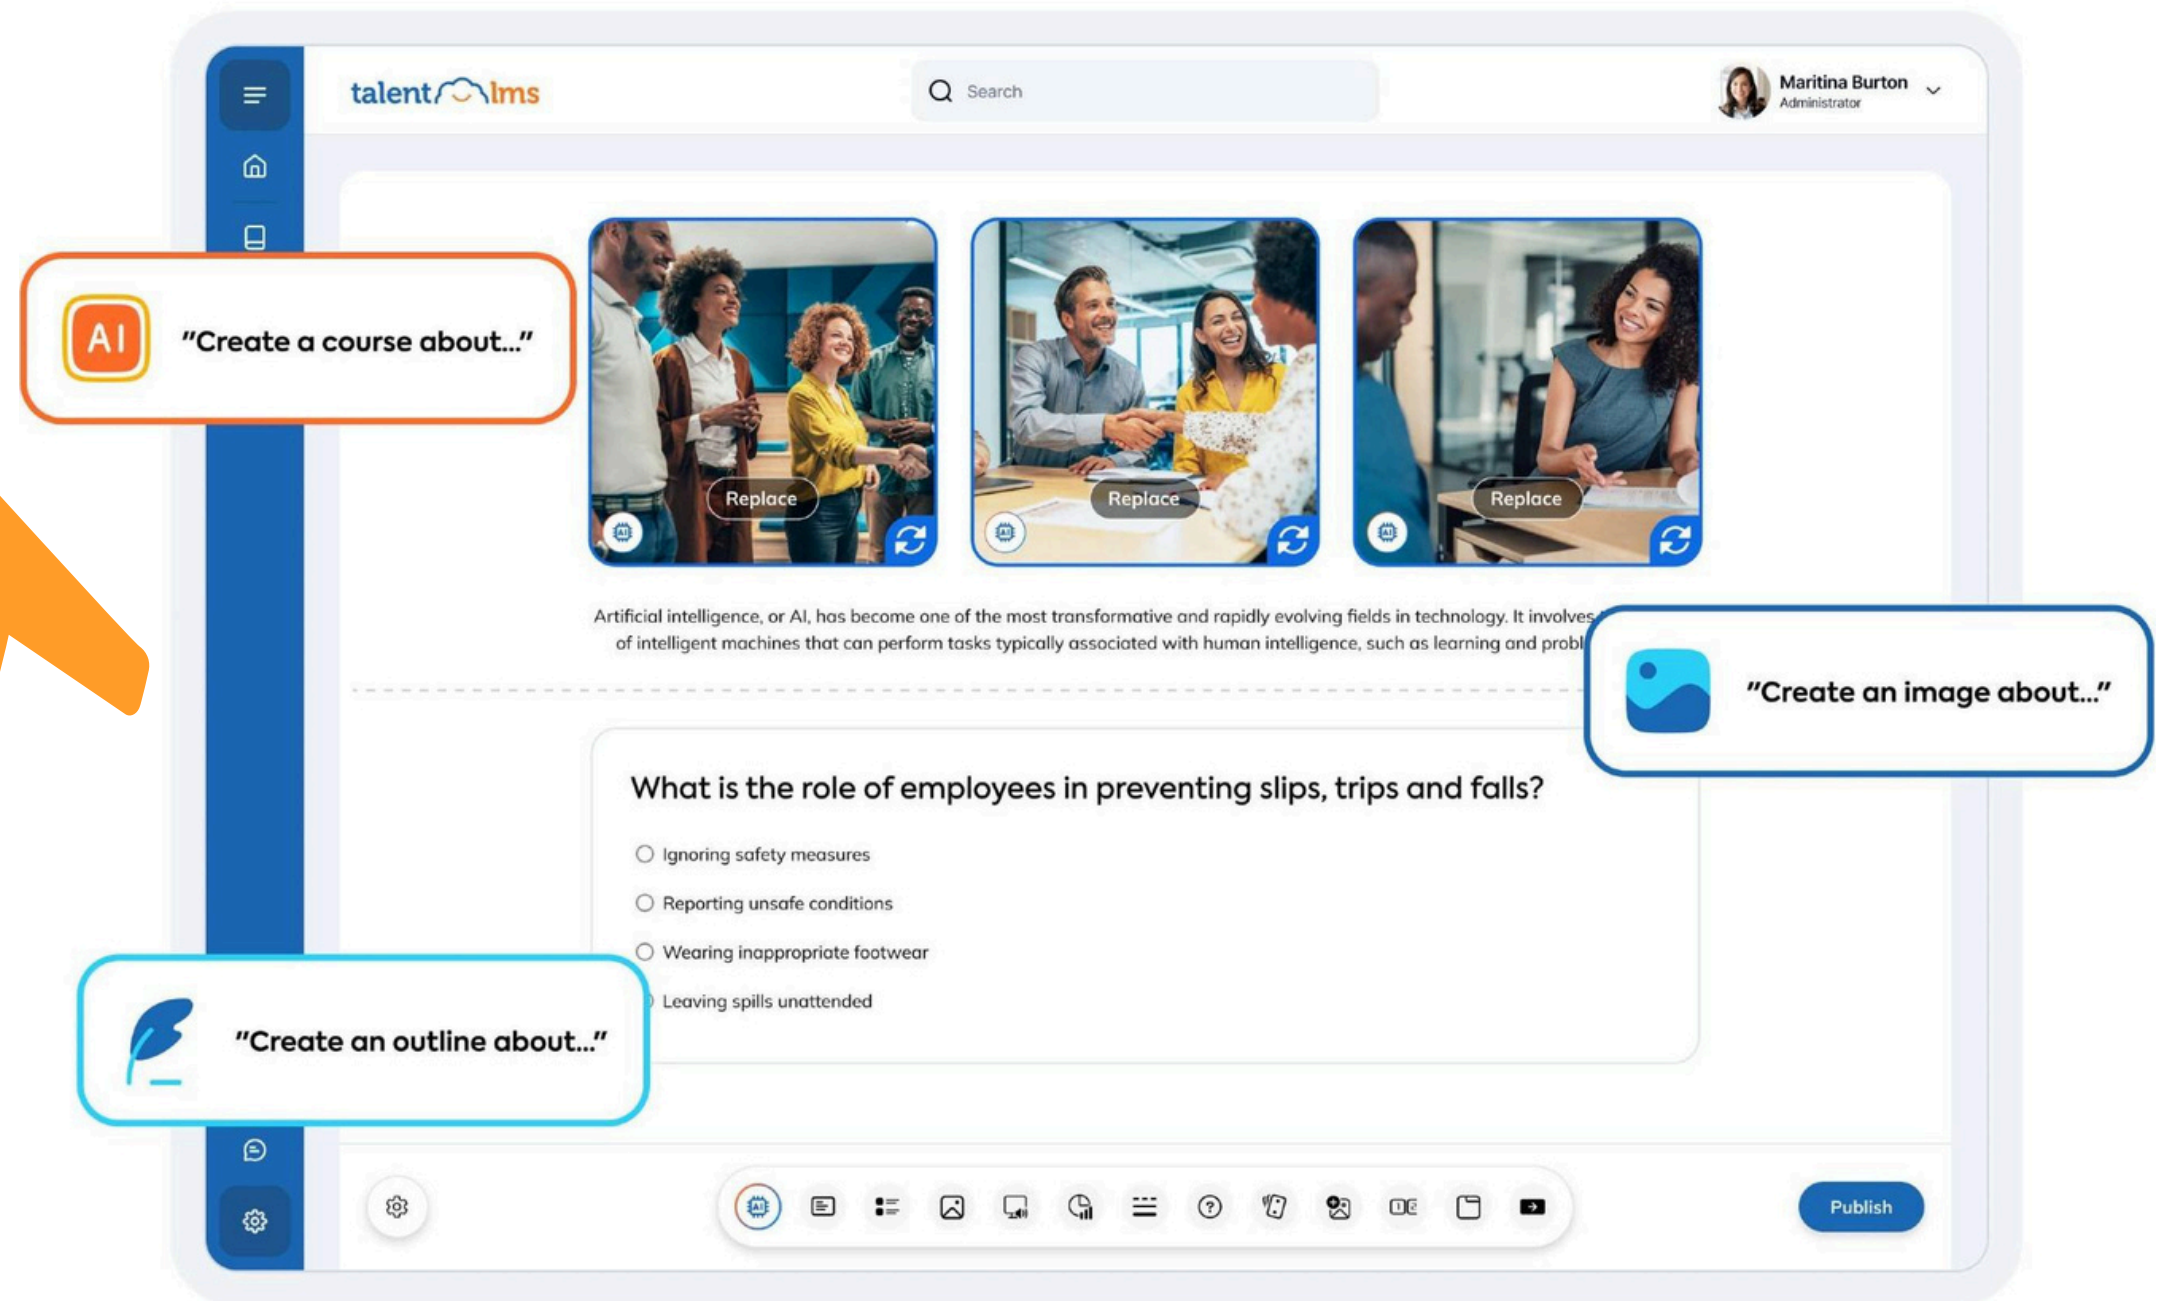 talentlms
Search
Maritina Burton
Administrator
AI
"Create a course about..."
Replace
Replace
Replace
AI
AI
AI
Artificial intelligence, or AI, has become one of the most transformative and rapidly evolving fields in technology. It involves
of intelligent machines that can perform tasks typically associated with human intelligence, such as learning and probl
"Create an image about..."
What is the role of employees in preventing slips, trips and falls?
Ignoring safety measures
Reporting unsafe conditions
Wearing inappropriate footwear
Leaving spills unattended
"Create an outline about..."
AI
Publish